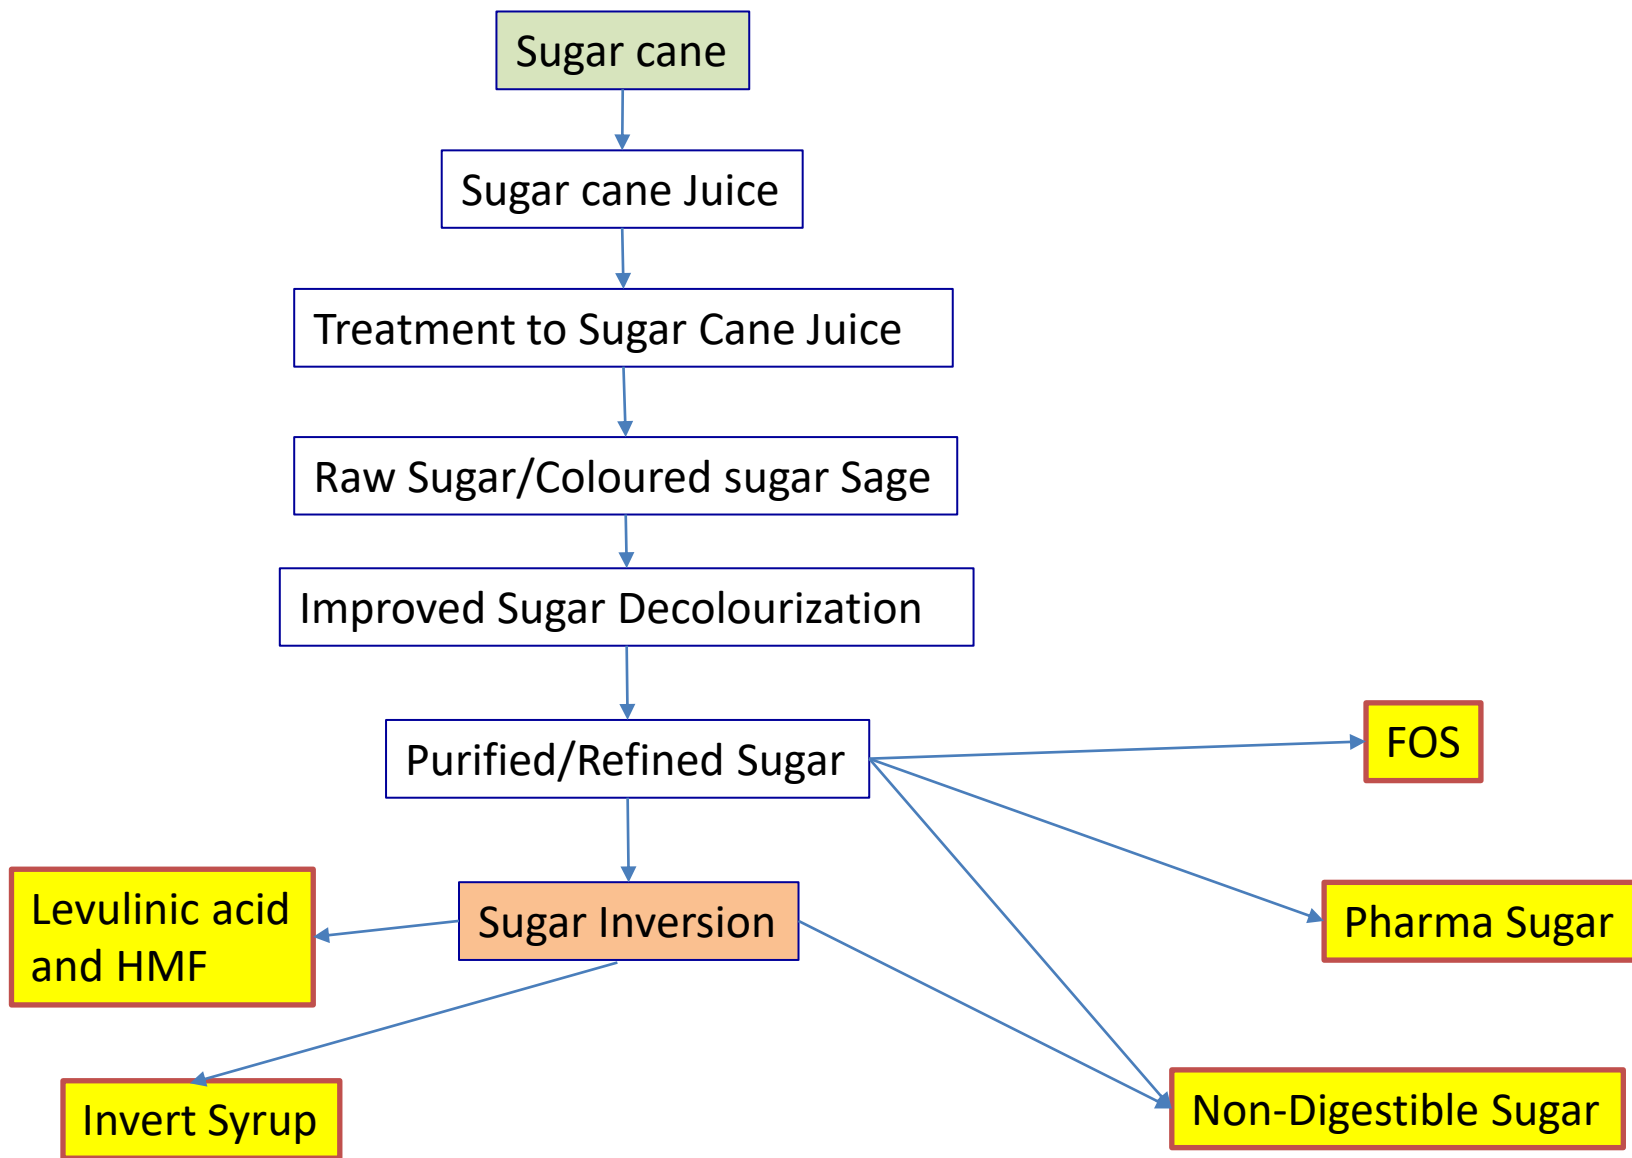 Sugar cane
Sugar cane Juice
Treatment to Sugar Cane Juice
Raw Sugar/Coloured sugar Sage
Improved Sugar Decolourization
Purified/Refined Sugar
FOS
Levulinic acid
and HMF
Sugar Inversion
Pharma Sugar
Invert Syrup
Non-Digestible Sugar